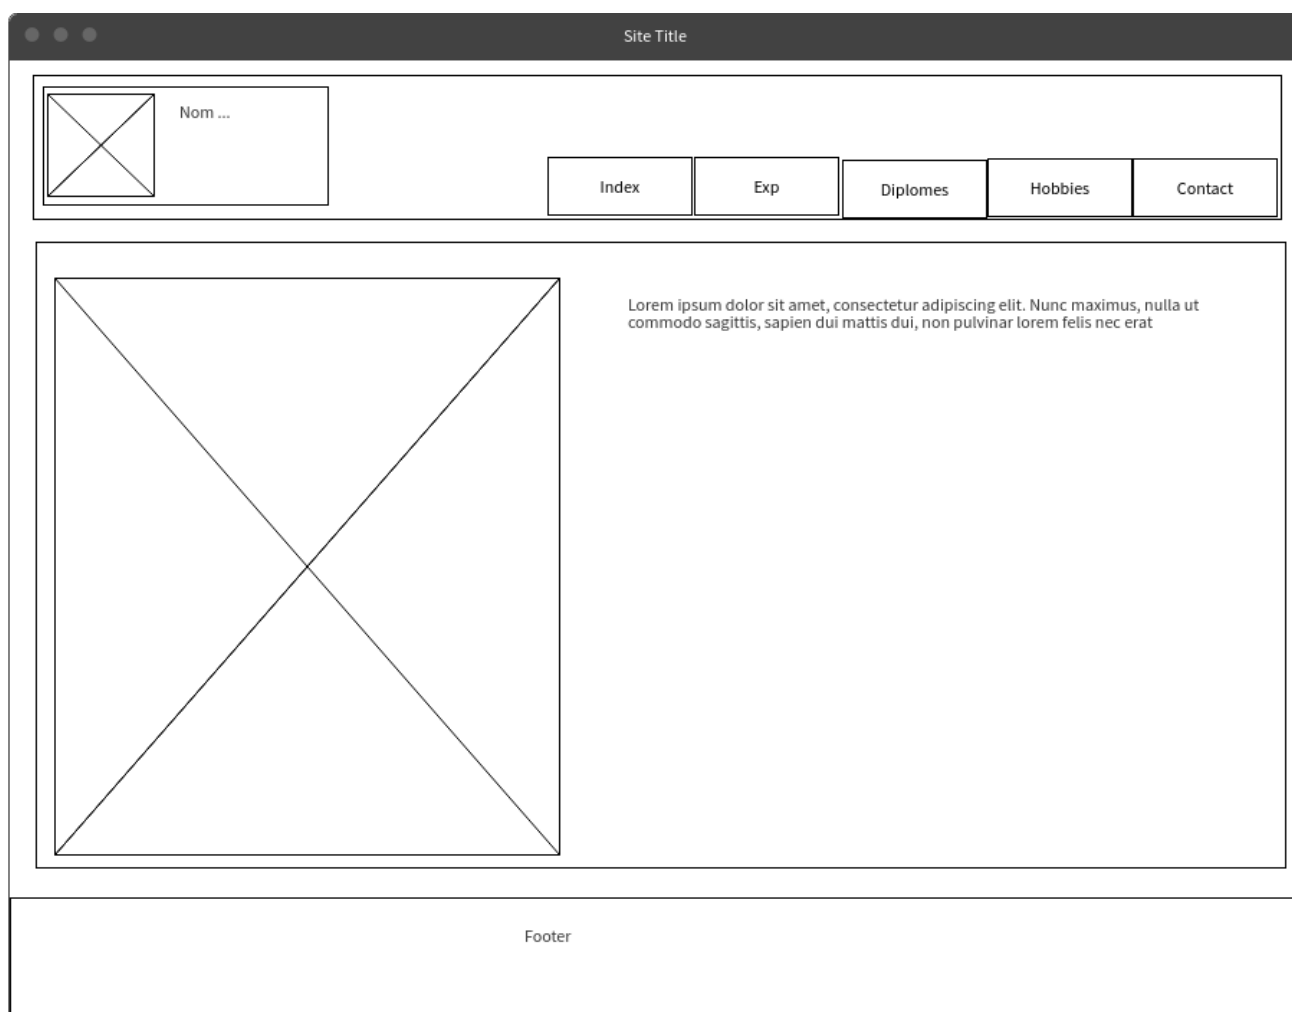 Site Title
Nom ...
Index
Exp
Diplomes
Hobbies
Contact
Lorem ipsum dolor sit amet, consectetur adipiscing elit. Nunc maximus, nulla ut
commodo sagittis, sapien dui mattis dui, non pulvinar lorem felis nec erat
Footer